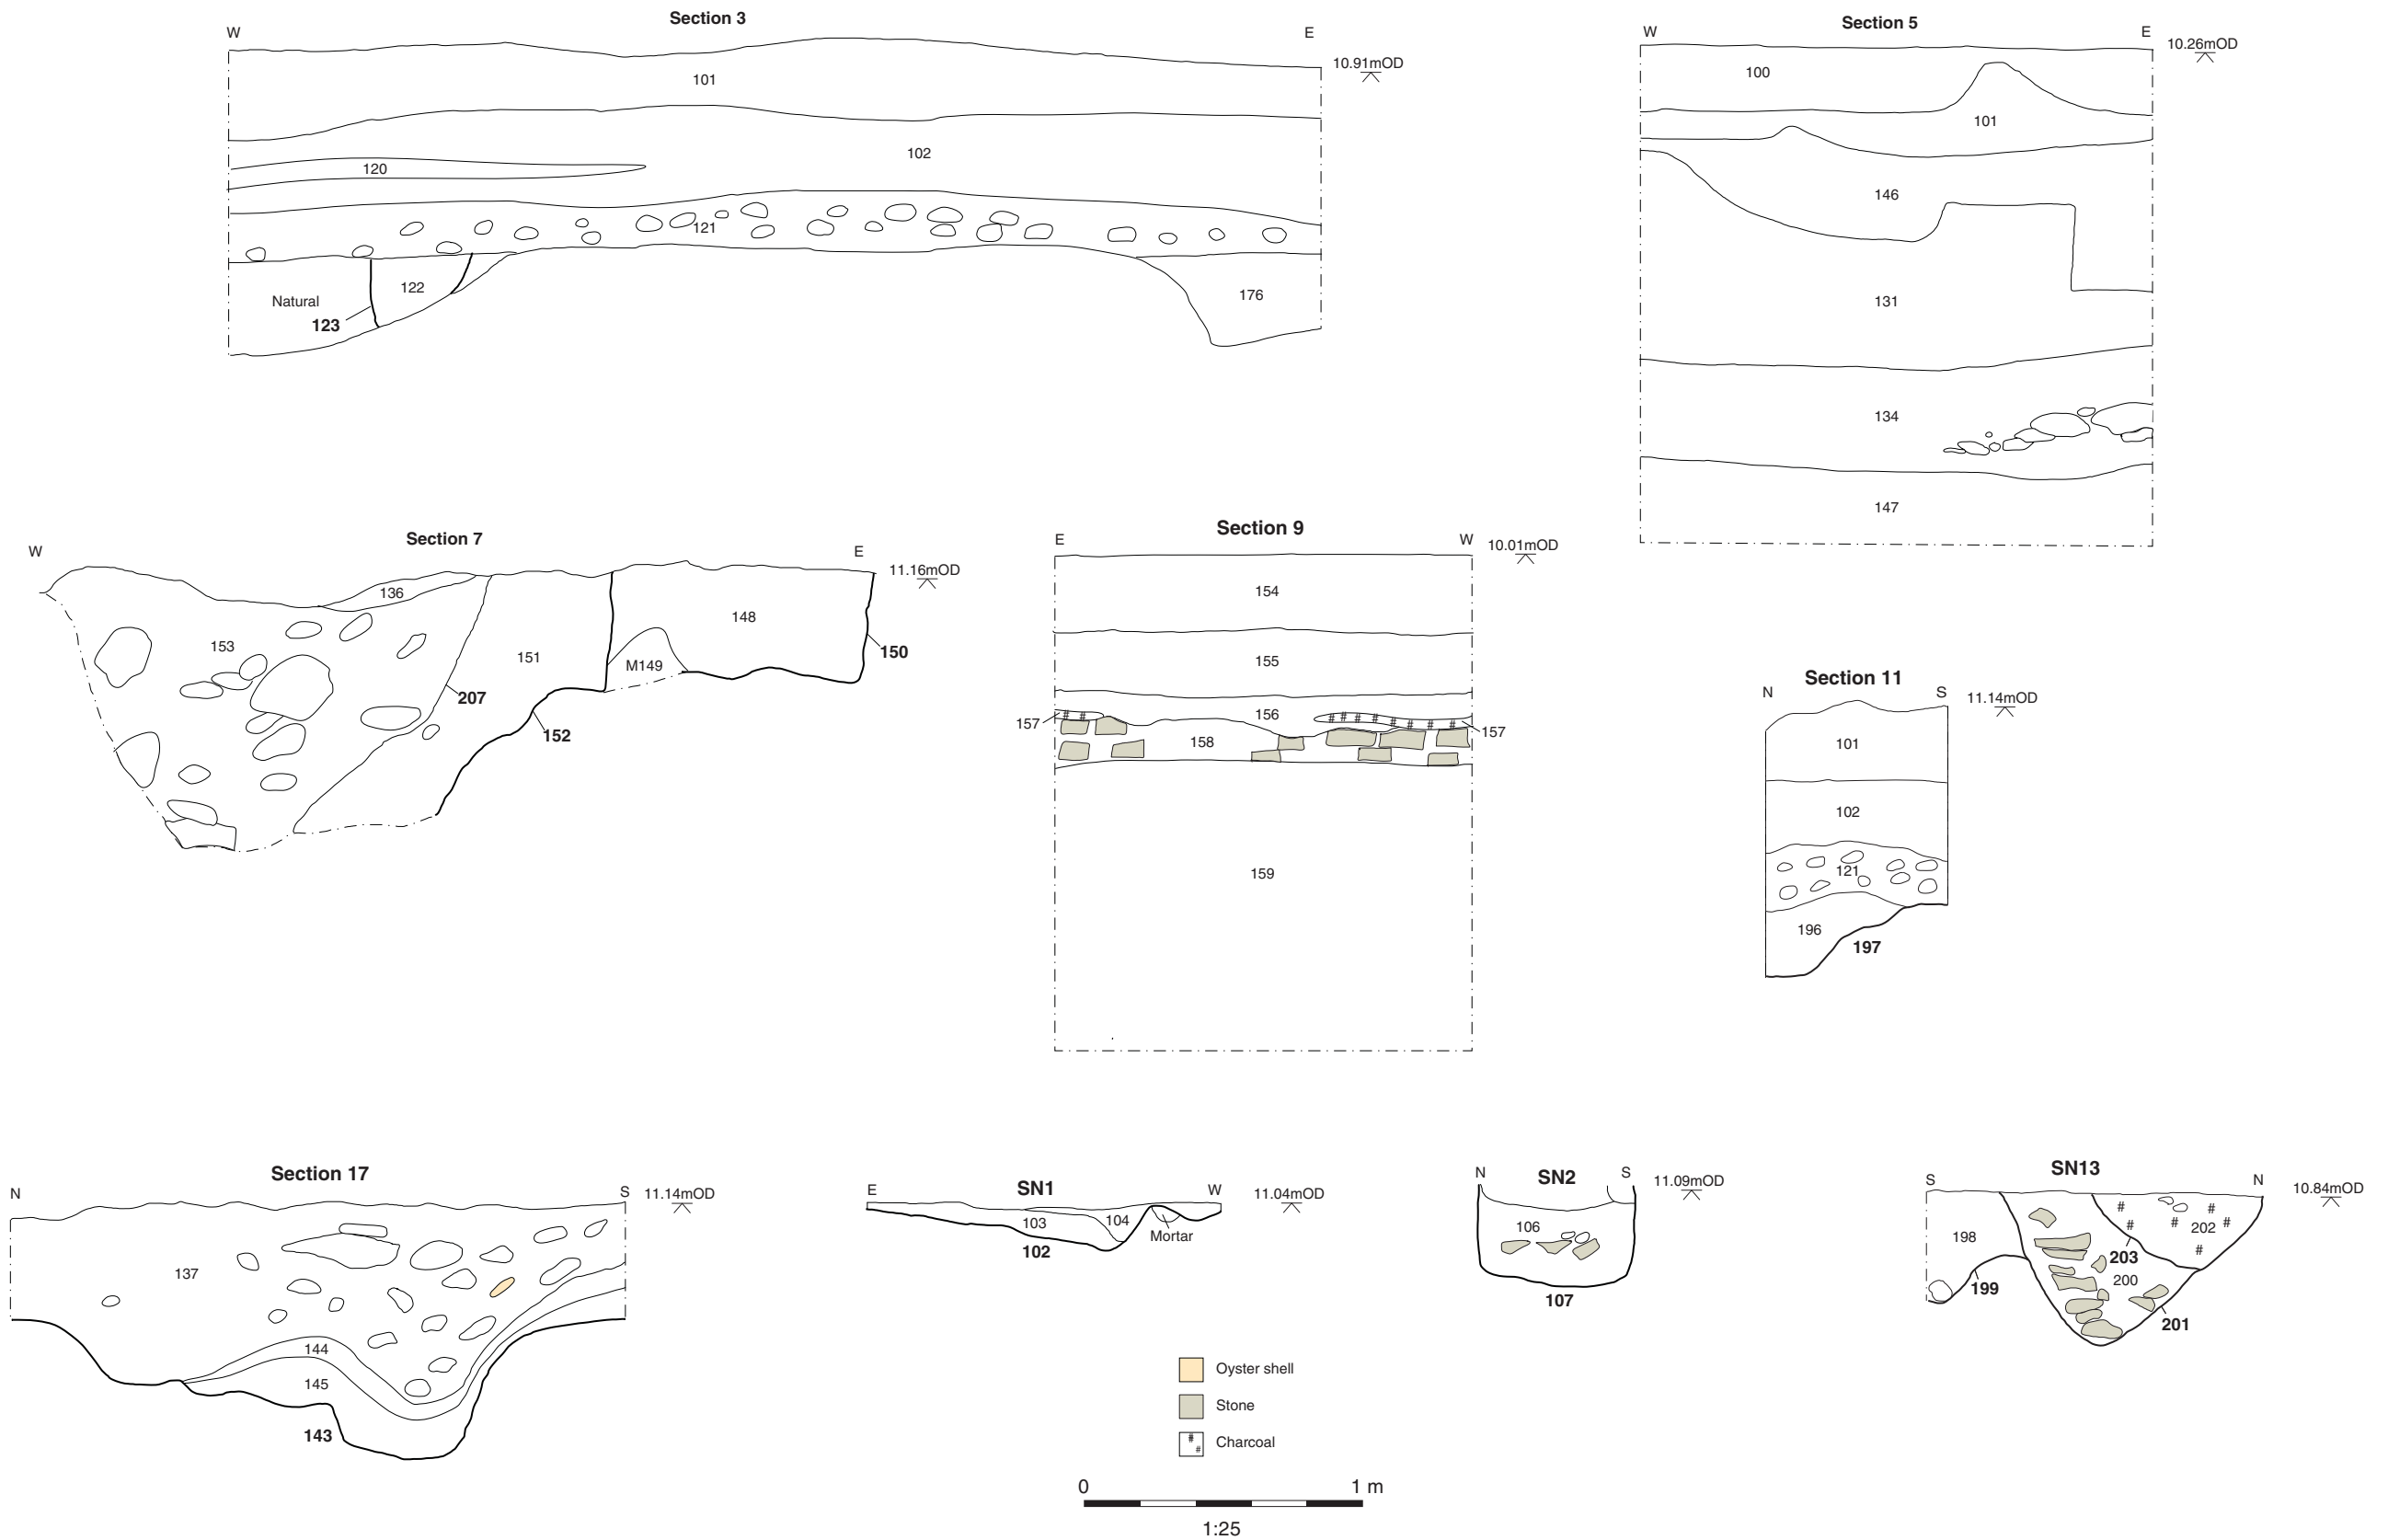 Section 3
W
E
10.91mOD
101
102
120
121
122
Natural
123
176
Section 5
W
E
10.26mOD
100
101
146
131
134
147
Section 7
W
E
11.16mOD
136
153
151
148
M149
150
207
152
Section 9
E
W
10.01mOD
154
155
156
157
157
158
159
Section 11
N
S
11.14mOD
101
102
121
196
197
Section 17
N
S
11.14mOD
137
144
145
143
SN1
E
W
11.04mOD
103
104
Mortar
102
SN2
N
S
11.09mOD
106
107
SN13
S
N
10.84mOD
198
202
203
200
199
201
Oyster shell
Stone
Charcoal
0
1 m
1:25